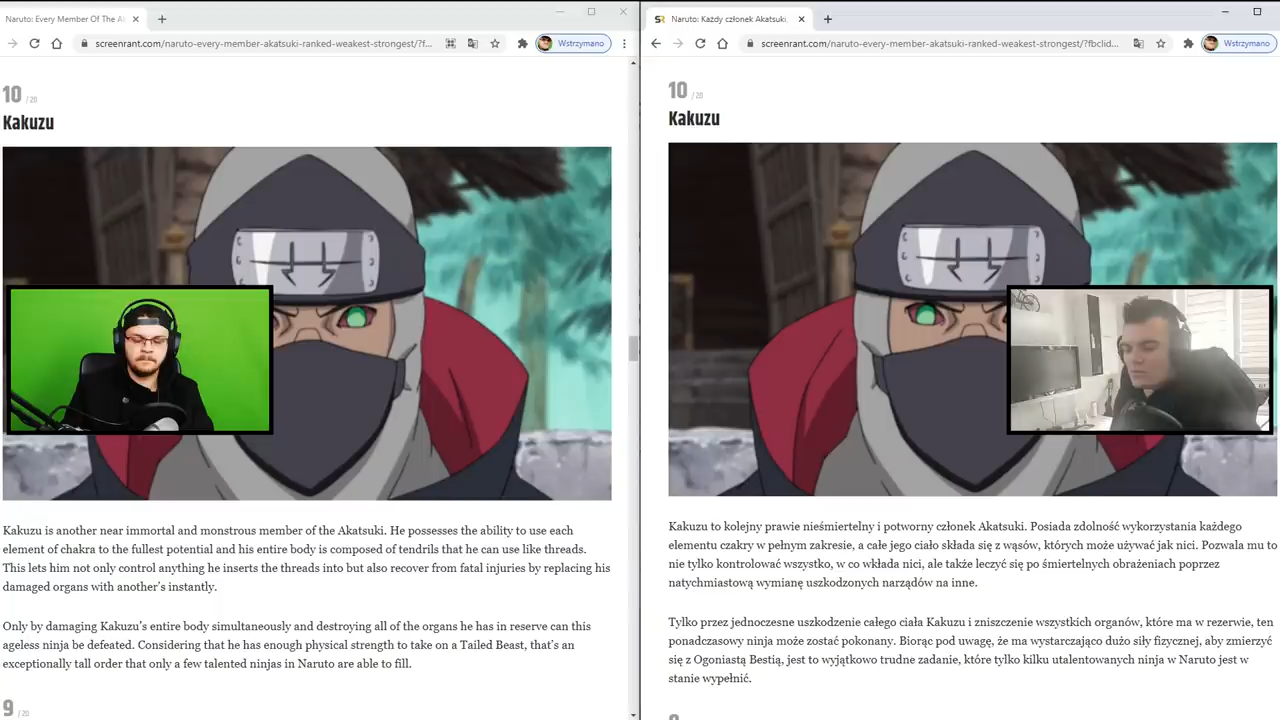 Naruto: Every Member Of The A
screenrant.com/naruto-every-member-akatsuki-ranked-weakest-strongest/?f...
Wstrzymano
10 / 20
Kakuzu
Kakuzu is another near immortal and monstrous member of the Akatsuki. He possesses the ability to use each
element of chakra to the fullest potential and his entire body is composed of tendrils that he can use like threads.
This lets him not only control anything he inserts the threads into but also recover from fatal injuries by replacing his
damaged organs with another's instantly.
Only by damaging Kakuzu's entire body simultaneously and destroying all of the organs he has in reserve can this
ageless ninja be defeated. Considering that he has enough physical strength to take on a Tailed Beast, that's an
exceptionally tall order that only a few talented ninjas in Naruto are able to fill.
9 / 20
SR
Naruto: Każdy członek Akatsuki,
screenrant.com/naruto-every-member-akatsuki-ranked-weakest-strongest/?fbclid...
Wstrzymano
10 / 20
Kakuzu
Kakuzu to kolejny prawie nieśmiertelny i potworny członek Akatsuki. Posiada zdolność wykorzystania każdego
elementu czakry w pełnym zakresie, a całe jego ciało składa się z wąsów, których może używać jak nici. Pozwala mu to
nie tylko kontrolować wszystko, w co wkłada nici, ale także leczyć się po śmiertelnych obrażeniach poprzez
natychmiastową wymianę uszkodzonych narządów na inne.
Tylko przez jednoczesne uszkodzenie całego ciała Kakuzu i zniszczenie wszystkich organów, które ma w rezerwie, ten
ponadczasowy ninja może zostać pokonany. Biorąc pod uwagę, że ma wystarczająco dużo siły fizycznej, aby zmierzyć
się z Ogoniastą Bestią, jest to wyjątkowo trudne zadanie, które tylko kilku utalentowanych ninja w Naruto jest w
stanie wypełnić.